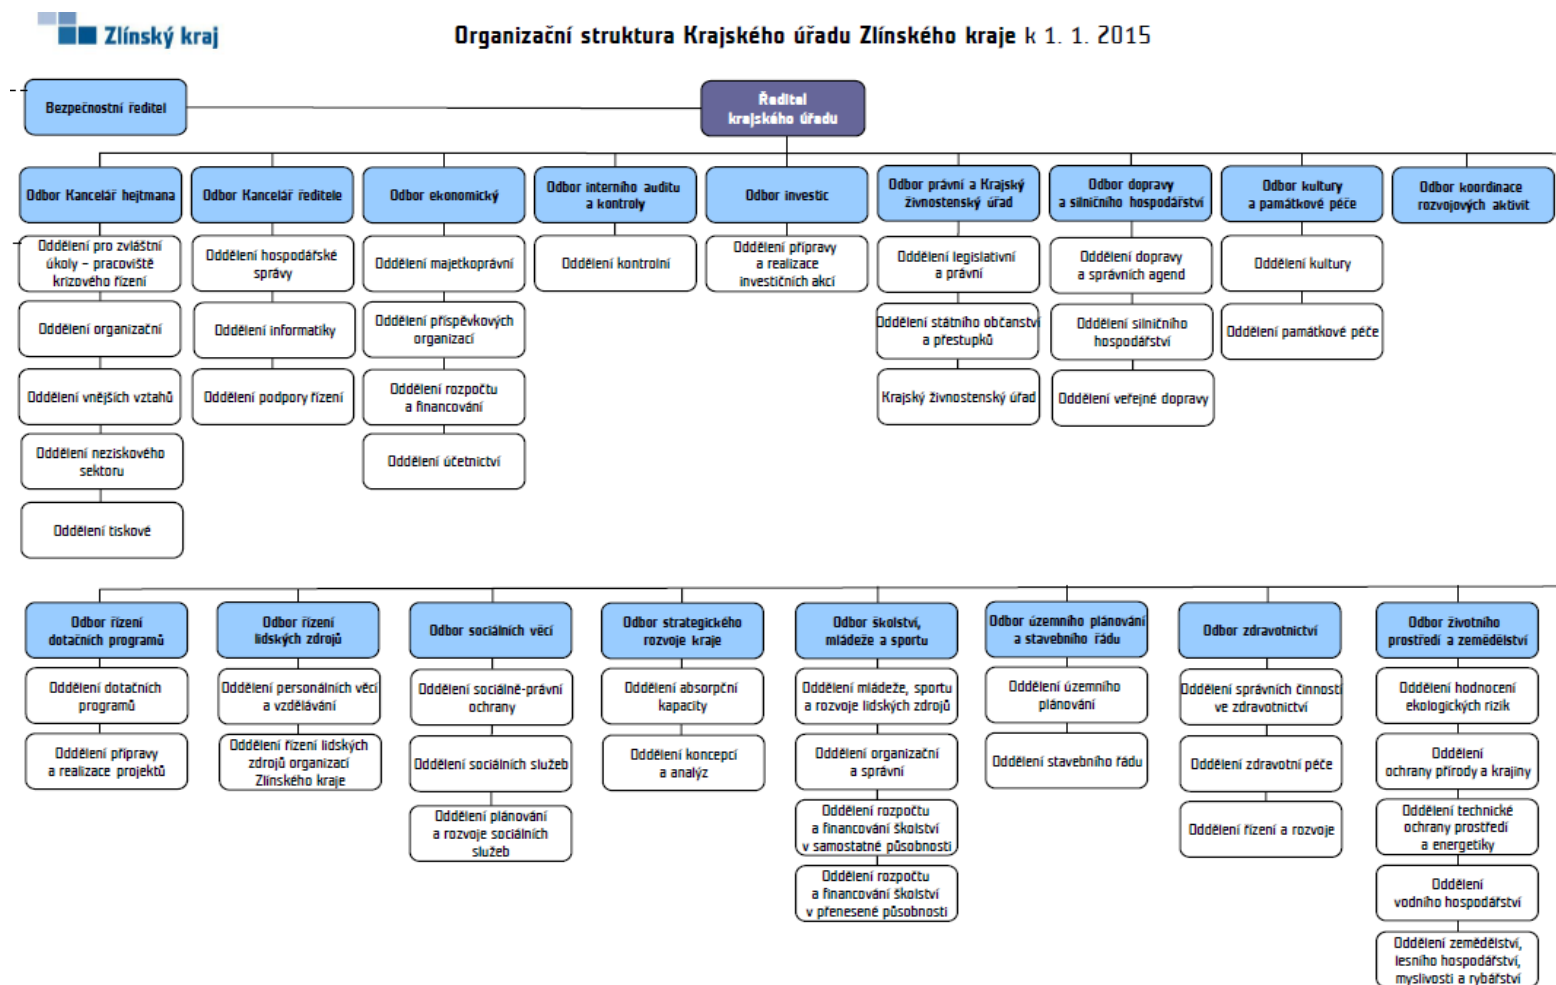 Zlínský kraj
Organizační struktura Krajského úřadu Zlínského kraje k 1. 1. 2015
Bezpečnostní ředitel
Ředitel
krajského úřadu
Odbor Kancelář hejtmana
Odbor Kancelář ředitele
Odbor ekonomický
Odbor interního auditu
a kontroly
Odbor investic
Odbor právní a Krajský
živnostenský úřad
Odbor dopravy
a silničního hospodářství
Odbor kultury
a památkové péče
Odbor koordinace
rozvojových aktivit
Oddělení pro zvláštní
úkoly – pracoviště
krizového řízení
Oddělení hospodářské
správy
Oddělení majetkoprávní
Oddělení kontrolní
Oddělení přípravy
a realizace
investičních akcí
Oddělení legislativní
a právní
Oddělení dopravy
a správních agend
Oddělení kultury
Oddělení organizační
Oddělení informatiky
Oddělení příspěvkových
organizací
Oddělení státního občanství
a přestupků
Oddělení silničního
hospodářství
Oddělení památkové péče
Oddělení vnějších vztahů
Oddělení podpory řízení
Oddělení rozpočtu
a financování
Krajský živnostenský úřad
Oddělení veřejné dopravy
Oddělení neziskového
sektoru
Oddělení účetnictví
Oddělení tiskové
Odbor řízení
dotačních programů
Odbor řízení
lidských zdrojů
Odbor sociálních věcí
Odbor strategického
rozvoje kraje
Odbor školství,
mládeže a sportu
Odbor územního plánování
a stavebního řádu
Odbor zdravotnictví
Odbor životního
prostředí a zemědělství
Oddělení dotačních
programů
Oddělení personálních věcí
a vzdělávání
Oddělení sociálně-právní
ochrany
Oddělení absorpční
kapacity
Oddělení mládeže, sportu
a rozvoje lidských zdrojů
Oddělení územního
plánování
Oddělení správních činností
ve zdravotnictví
Oddělení hodnocení
ekologických rizik
Oddělení přípravy
a realizace projektů
Oddělení řízení lidských
zdrojů organizací
Zlínského kraje
Oddělení sociálních služeb
Oddělení koncepcí
a analýz
Oddělení organizační
a správní
Oddělení stavebního řádu
Oddělení zdravotní péče
Oddělení
ochrany přírody a krajiny
Oddělení plánování
a rozvoje sociálních
služeb
Oddělení rozpočtu
a financování školství
v samostatné působnosti
Oddělení řízení a rozvoje
Oddělení technické
ochrany prostředí
a energetiky
Oddělení rozpočtu
a financování školství
v přenesené působnosti
Oddělení
vodního hospodářství
Oddělení zemědělství,
lesního hospodářství,
myslivosti a rybářství